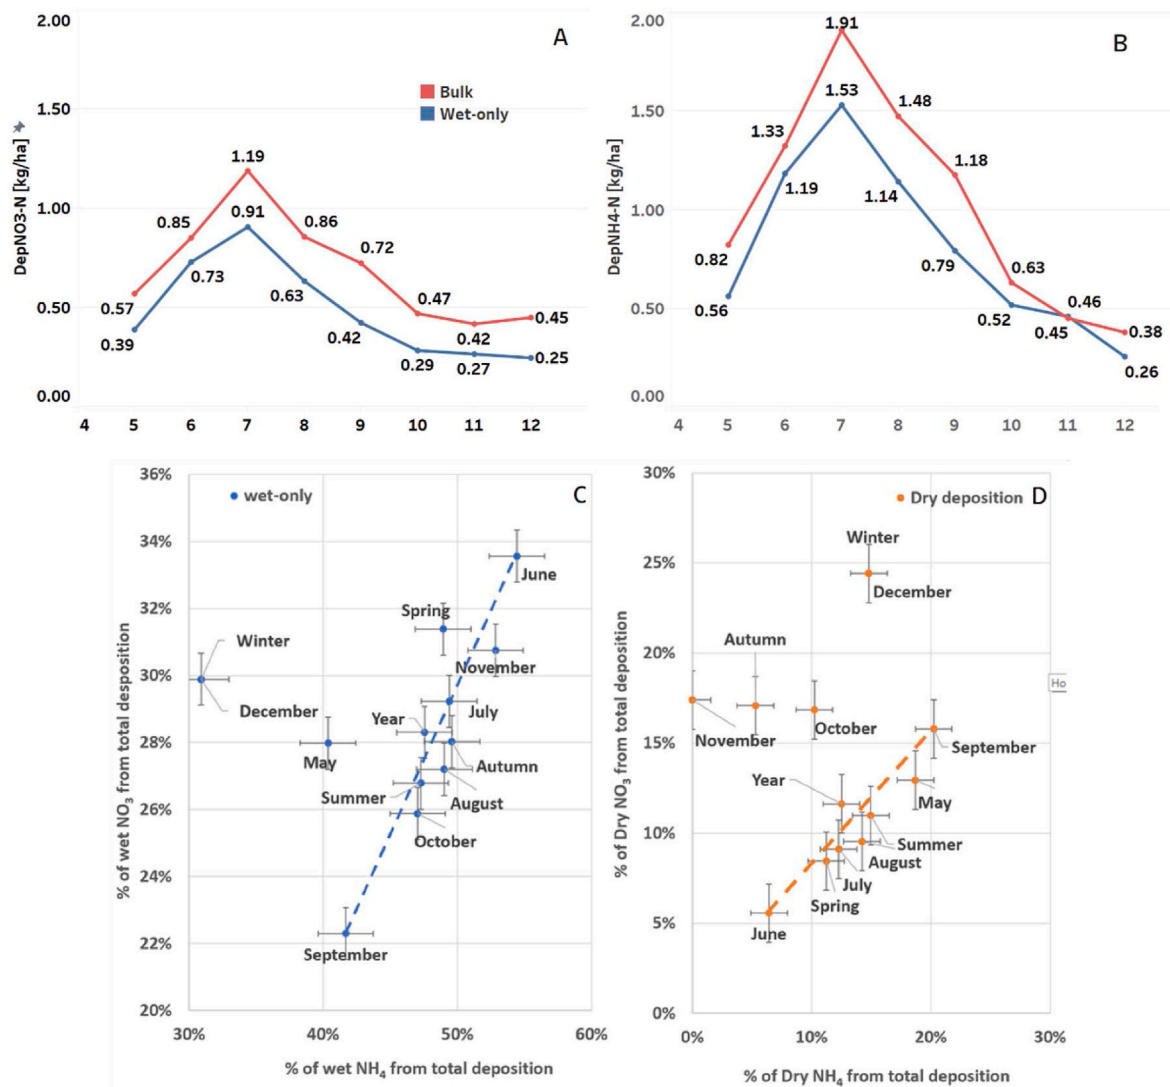 2.00
A
Bulk
Wet-only
1.50
1.00
0.50
0.00
DepNO3-N [kg/ha]
1.19
0.85
0.86
0.91
0.72
0.73
0.63
0.57
0.47
0.45
0.39
0.42
0.42
0.29
0.27
0.25
4 5 6 7 8 9 10 11 12
2.00
B
1.50
1.00
0.50
0.00
DepNH4-N [kg/ha]
1.91
1.53
1.48
1.33
1.19
1.14
1.18
0.82
0.79
0.56
0.63
0.52
0.46
0.45
0.38
0.26
4 5 6 7 8 9 10 11 12
36%
34%
32%
30%
28%
26%
24%
22%
20%
% of wet NO3 from total desposition
wet-only
C
June
Spring
Winter
November
December
July
Year
May
Autumn
Summer
August
October
September
30% 40% 50% 60%
% of wet NH4 from total deposition
30%
25%
20%
15%
10%
5%
0%
% of Dry NO3 from total deposition
Dry deposition
D
Winter
December
Autumn
Ho
November
October
September
Year
May
Summer
August
July
Spring
June
0% 10% 20% 30%
% of Dry NH4 from total deposition